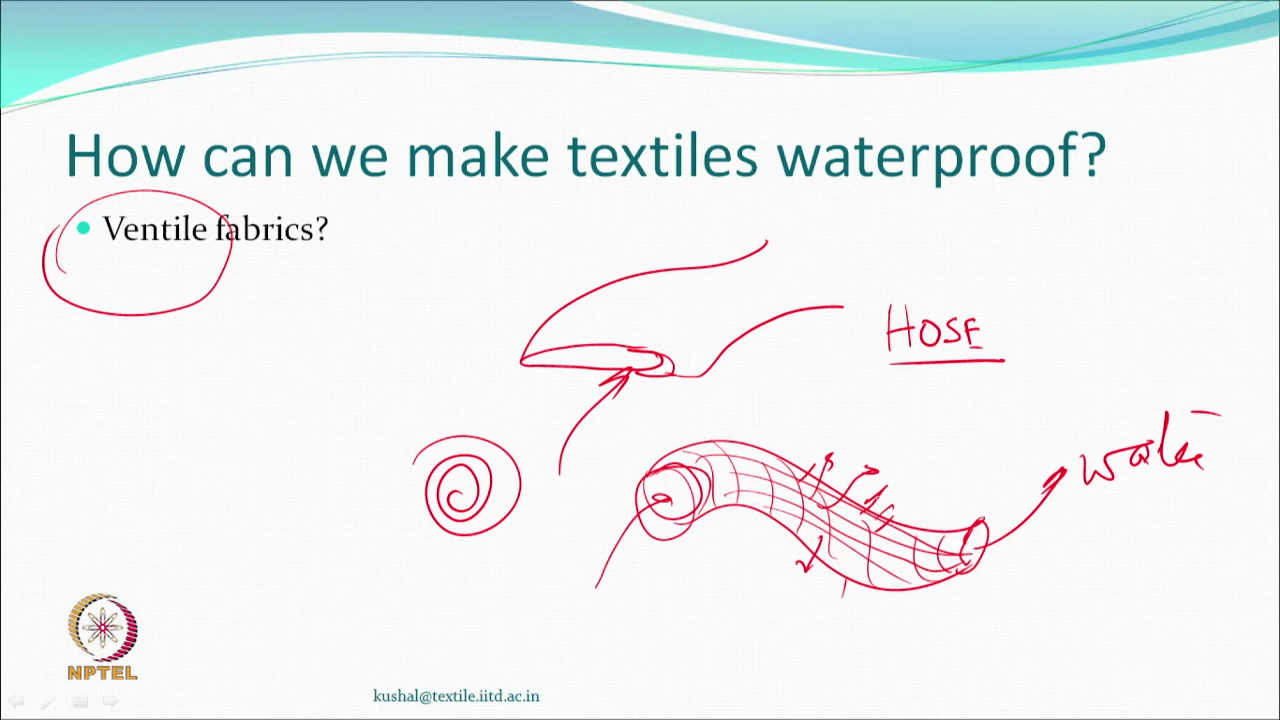 How can we make textiles waterproof?
Ventile fabrics?
HOSE
water
NPTEL
kushal@textile.iitd.ac.in